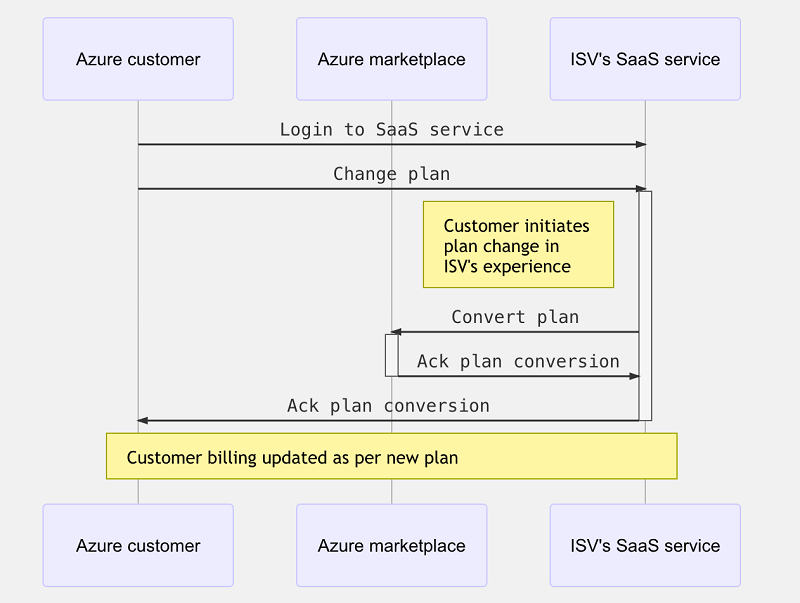 Azure customer
Azure marketplace
ISV's SaaS service
Login to SaaS service
Change plan
Customer initiates
plan change in
ISV's experience
Convert plan
Ack plan conversion
Ack plan conversion
Customer billing updated as per new plan
Azure customer
Azure marketplace
ISV's SaaS service